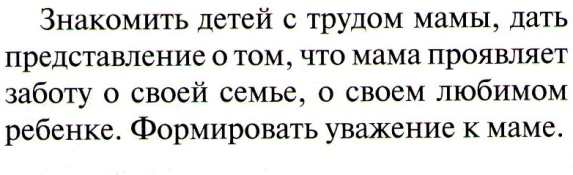 Знакомить детей с трудом мамы, дать
представление о том, что мама проявляет
заботу о своей семье, о своем любимом
ребенке. Формировать уважение к маме.